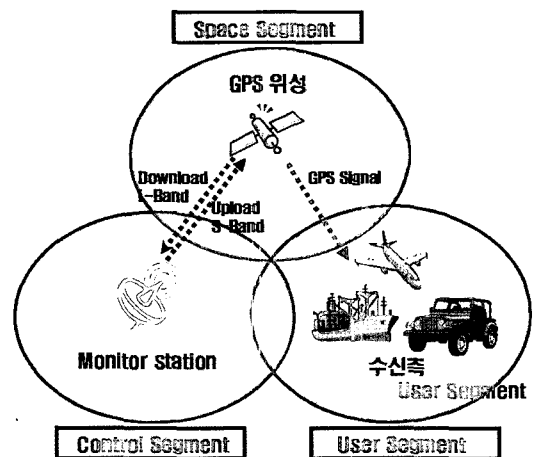 Space Segment
GPS 위성
Download
L-Band
Upload
S-Band
GPS Signal
Monitor station
수신측
User Segment
Control Segment
User Segment